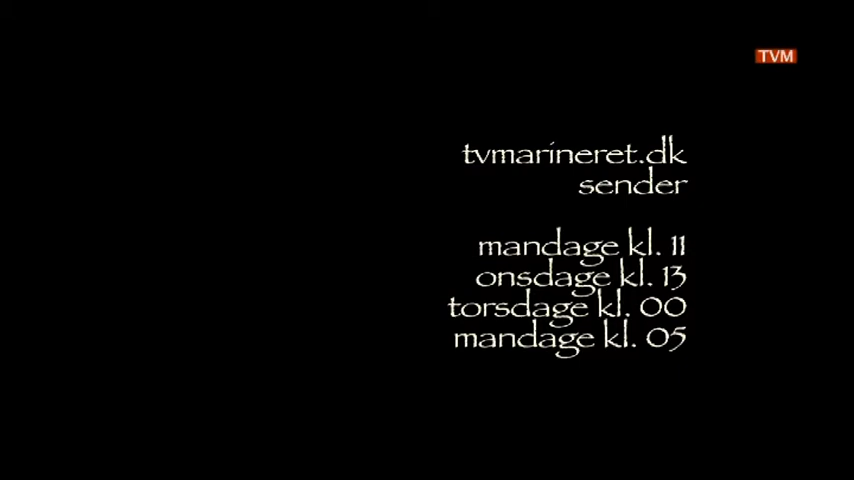 TVM
tvmarineret.dk
sender
mandage kl. 11
onsdage kl. 13
torsdage kl. 00
mandage kl. 05